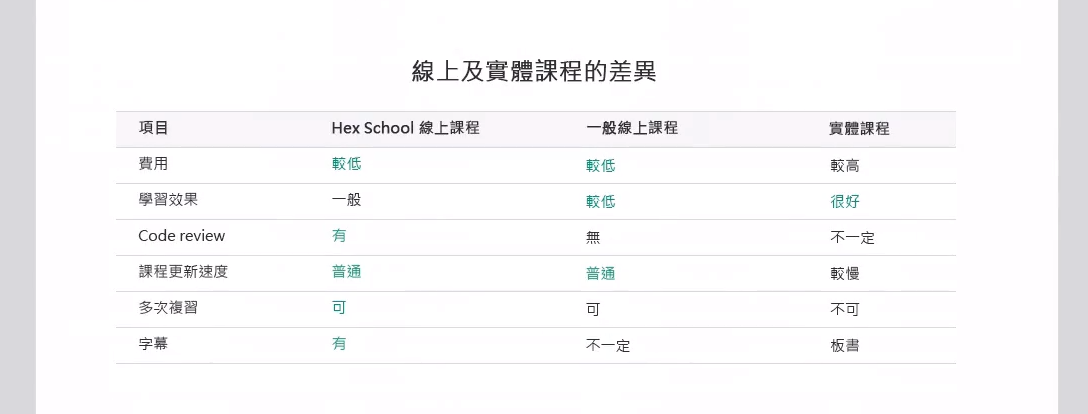 線上及實體課程的差異
項目 Hex School 線上課程 一般線上課程 實體課程
費用 較低 較低 較高
學習效果 一般 較低 很好
Code review 有 無 不一定
課程更新速度 普通 普通 較慢
多次複習 可 可 不可
字幕 有 不一定 板書